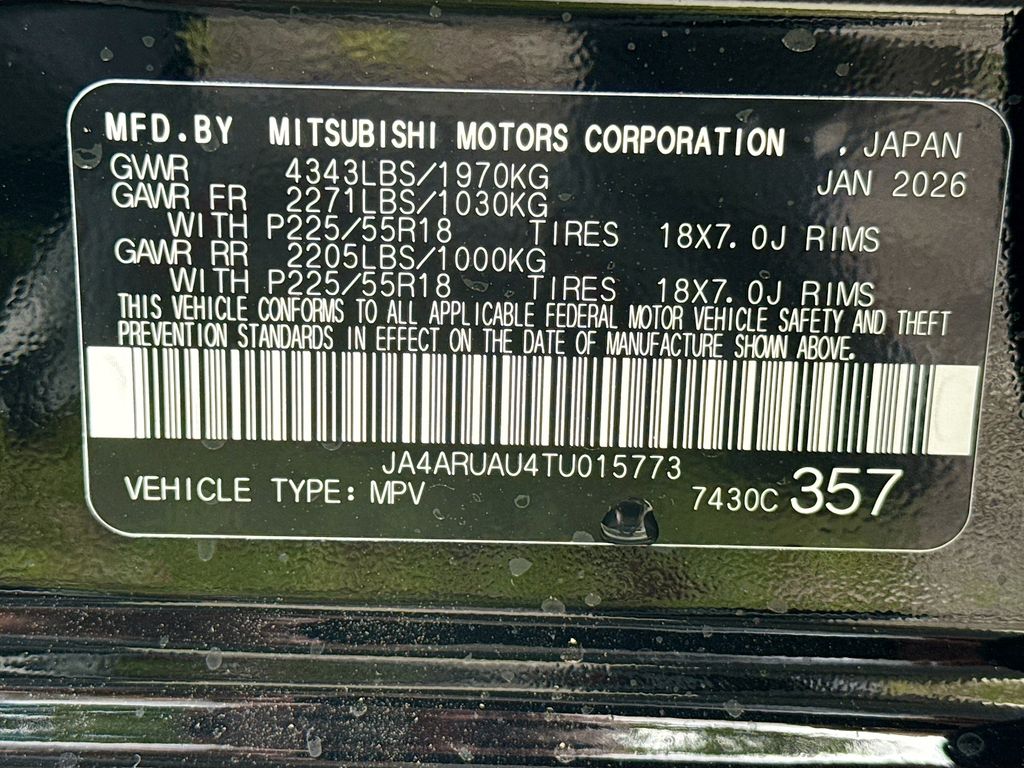 MFD.BY MITSUBISHI MOTORS CORPORATION . JAPAN
GVWR 4343LBS/1970KG JAN 2026
GAWR FR 2271LBS/1030KG
WITH P225/55R18 TIRES 18X7.0J RIMS
GAWR RR 2205LBS/1000KG
WITH P225/55R18 TIRES 18X7.0J RIMS
THIS VEHICLE CONFORMS TO ALL APPLICABLE FEDERAL MOTOR VEHICLE SAFETY AND THEFT
PREVENTION STANDARDS IN EFFECT ON THE DATE OF MANUFACTURE SHOWN ABOVE.
JA4ARUAU4TU015773
VEHICLE TYPE: MPV 7430C 357